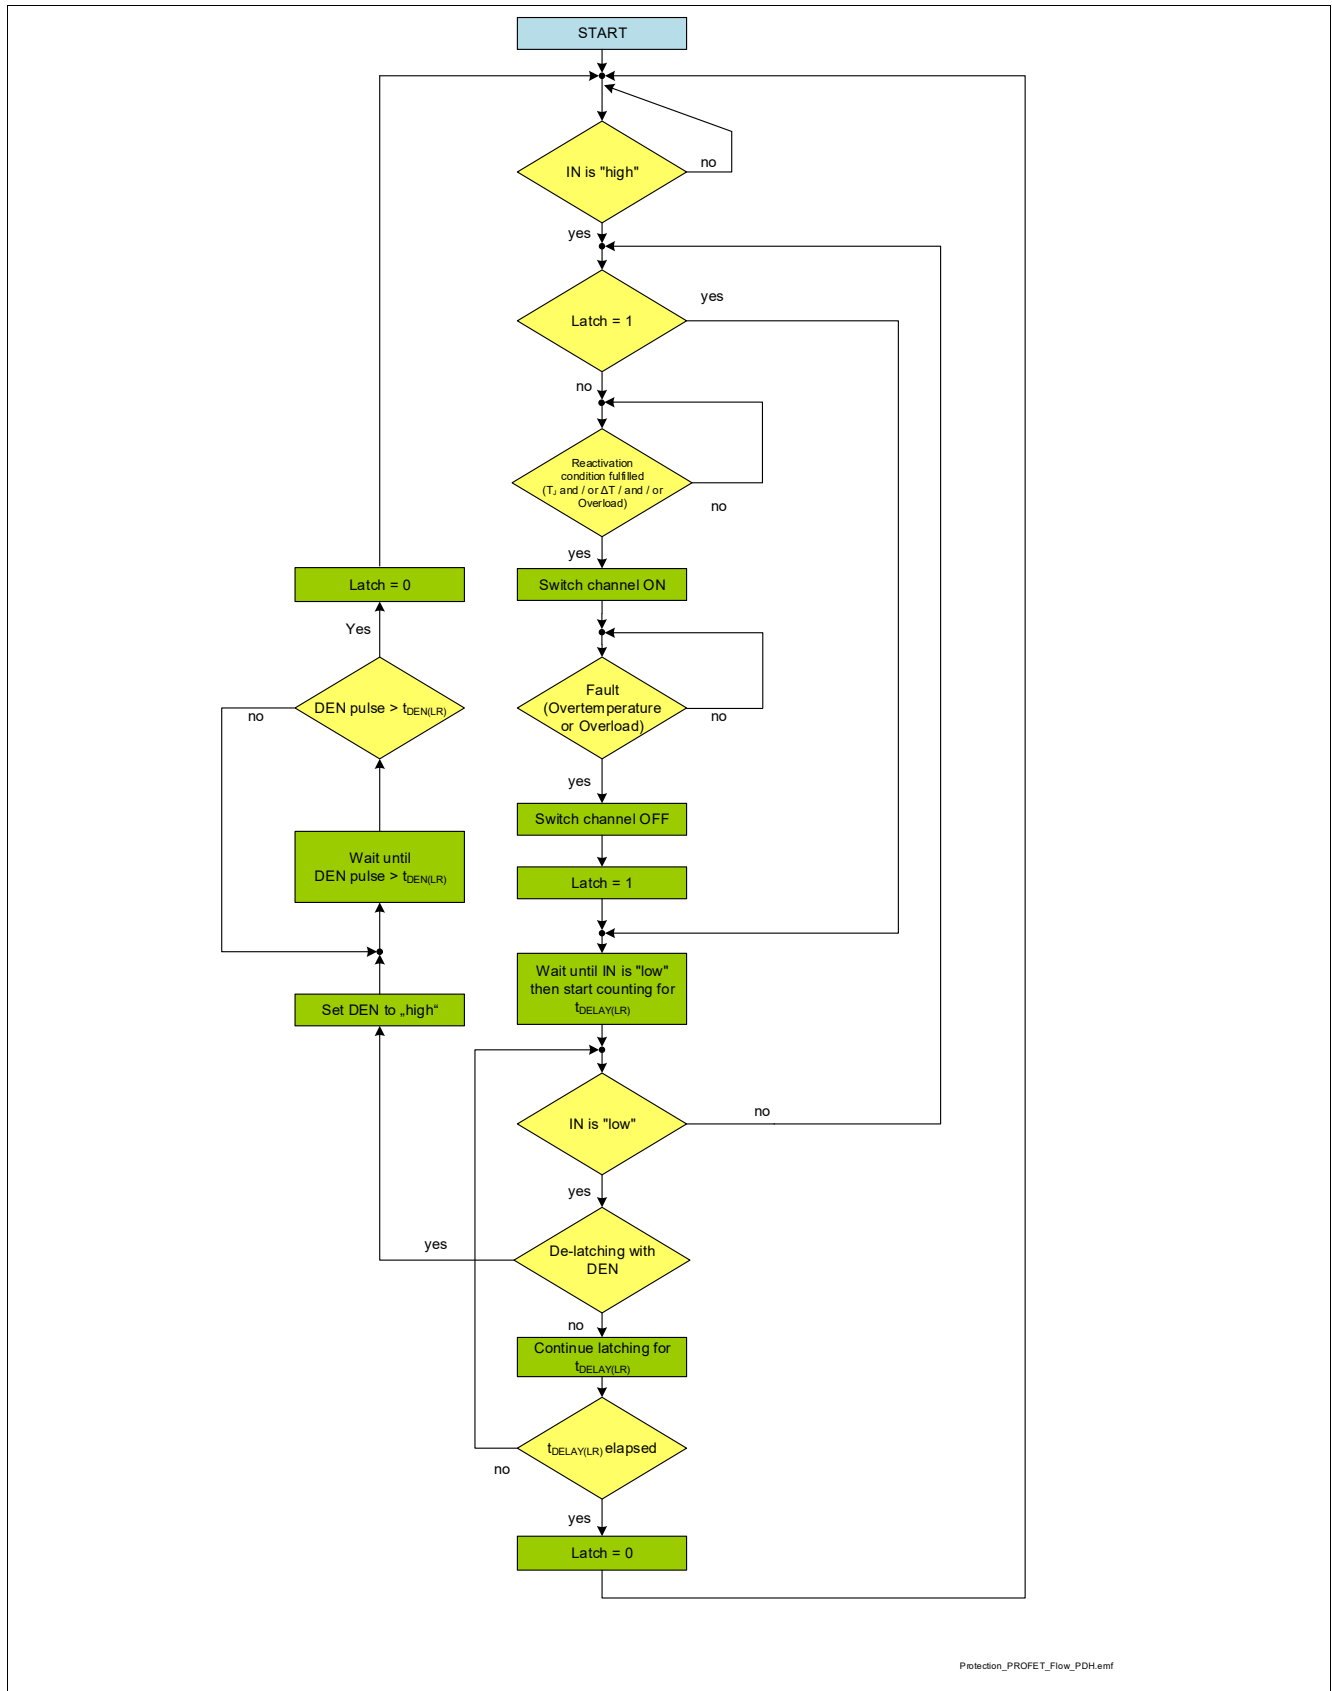 START
IN is "high"
no
yes
Latch = 1
yes
no
Reactivation
condition fulfilled
(TJ and / or ΔT / and / or
Overload)
no
yes
Switch channel ON
Latch = 0
Yes
DEN pulse > tDEN(LR)
no
Fault
(Overtemperature
or Overload)
no
yes
Switch channel OFF
Wait until
DEN pulse > tDEN(LR)
Latch = 1
Wait until IN is "low"
then start counting for
tDELAY(LR)
Set DEN to „high“
IN is "low"
no
yes
De-latching with
DEN
yes
no
Continue latching for
tDELAY(LR)
tDELAY(LR) elapsed
no
yes
Latch = 0
Protection_PROFET_Flow_PDH.emf